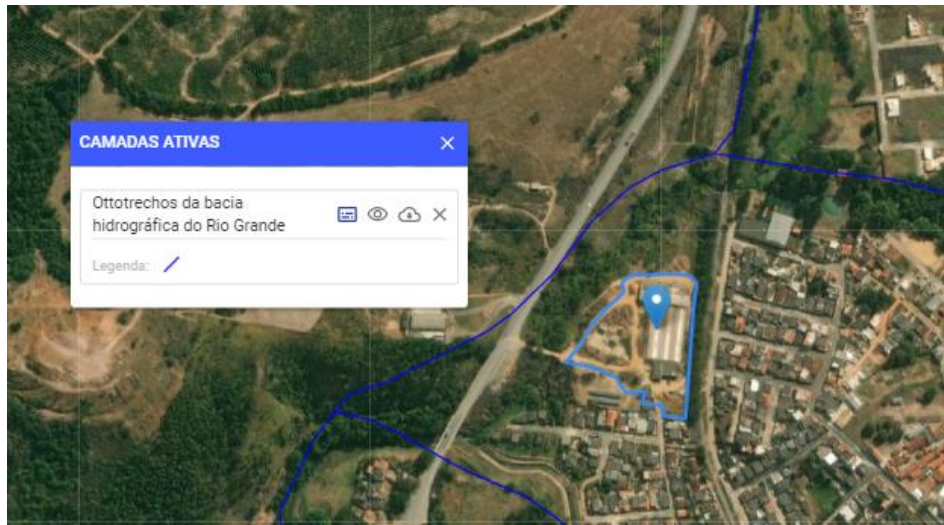 CAMADAS ATIVAS
Ottotrechos da bacia
hidrográfica do Rio Grande
Legenda: